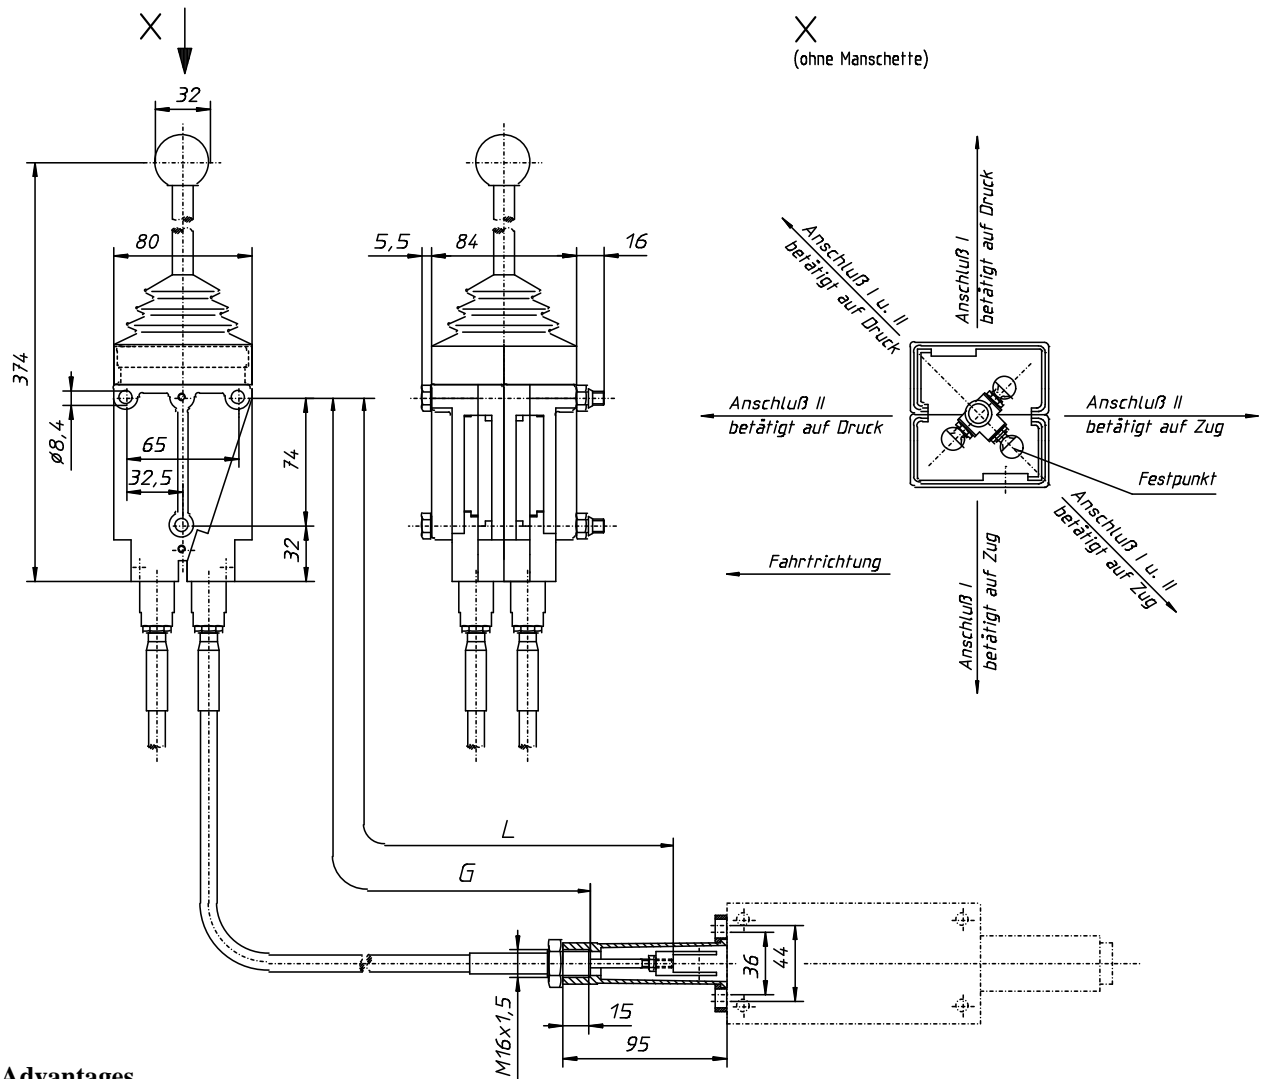 X
X
(ohne Manschette)
32
374
80
5,5
84
16
ø8,4
65
32,5
74
32
Anschluß I
betätigt auf Druck
Anschluß I u. II
betätigt auf Druck
Anschluß II
betätigt auf Druck
Anschluß II
betätigt auf Zug
Festpunkt
Anschluß I u. II
betätigt auf Zug
Anschluß I
betätigt auf Zug
Fahrtrichtung
L
G
M16x1,5
15
95
36
44
Advantages